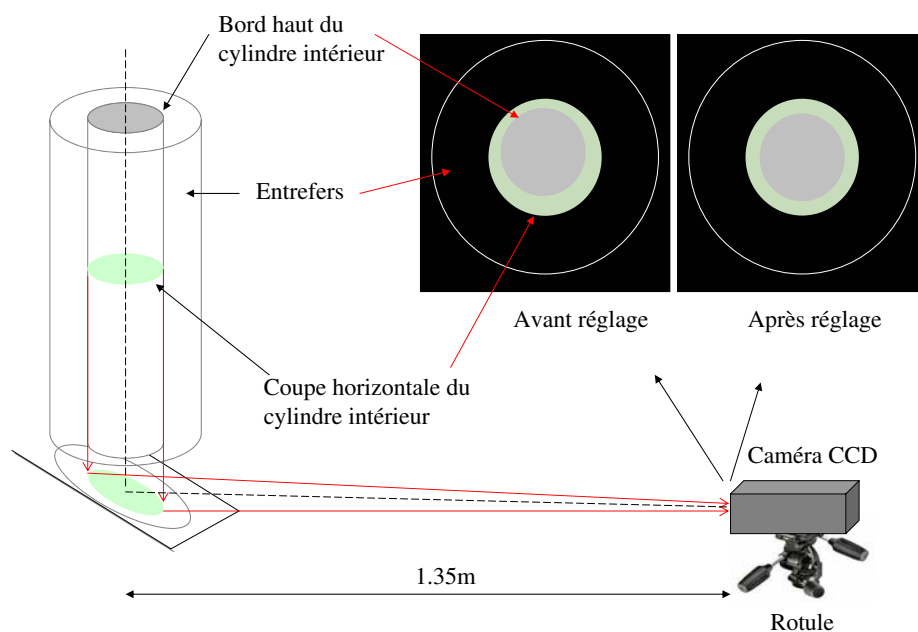 Bord haut du
cylindre intérieur
Entrefers
Avant réglage
Après réglage
Coupe horizontale du
cylindre intérieur
Caméra CCD
1.35m
Rotule